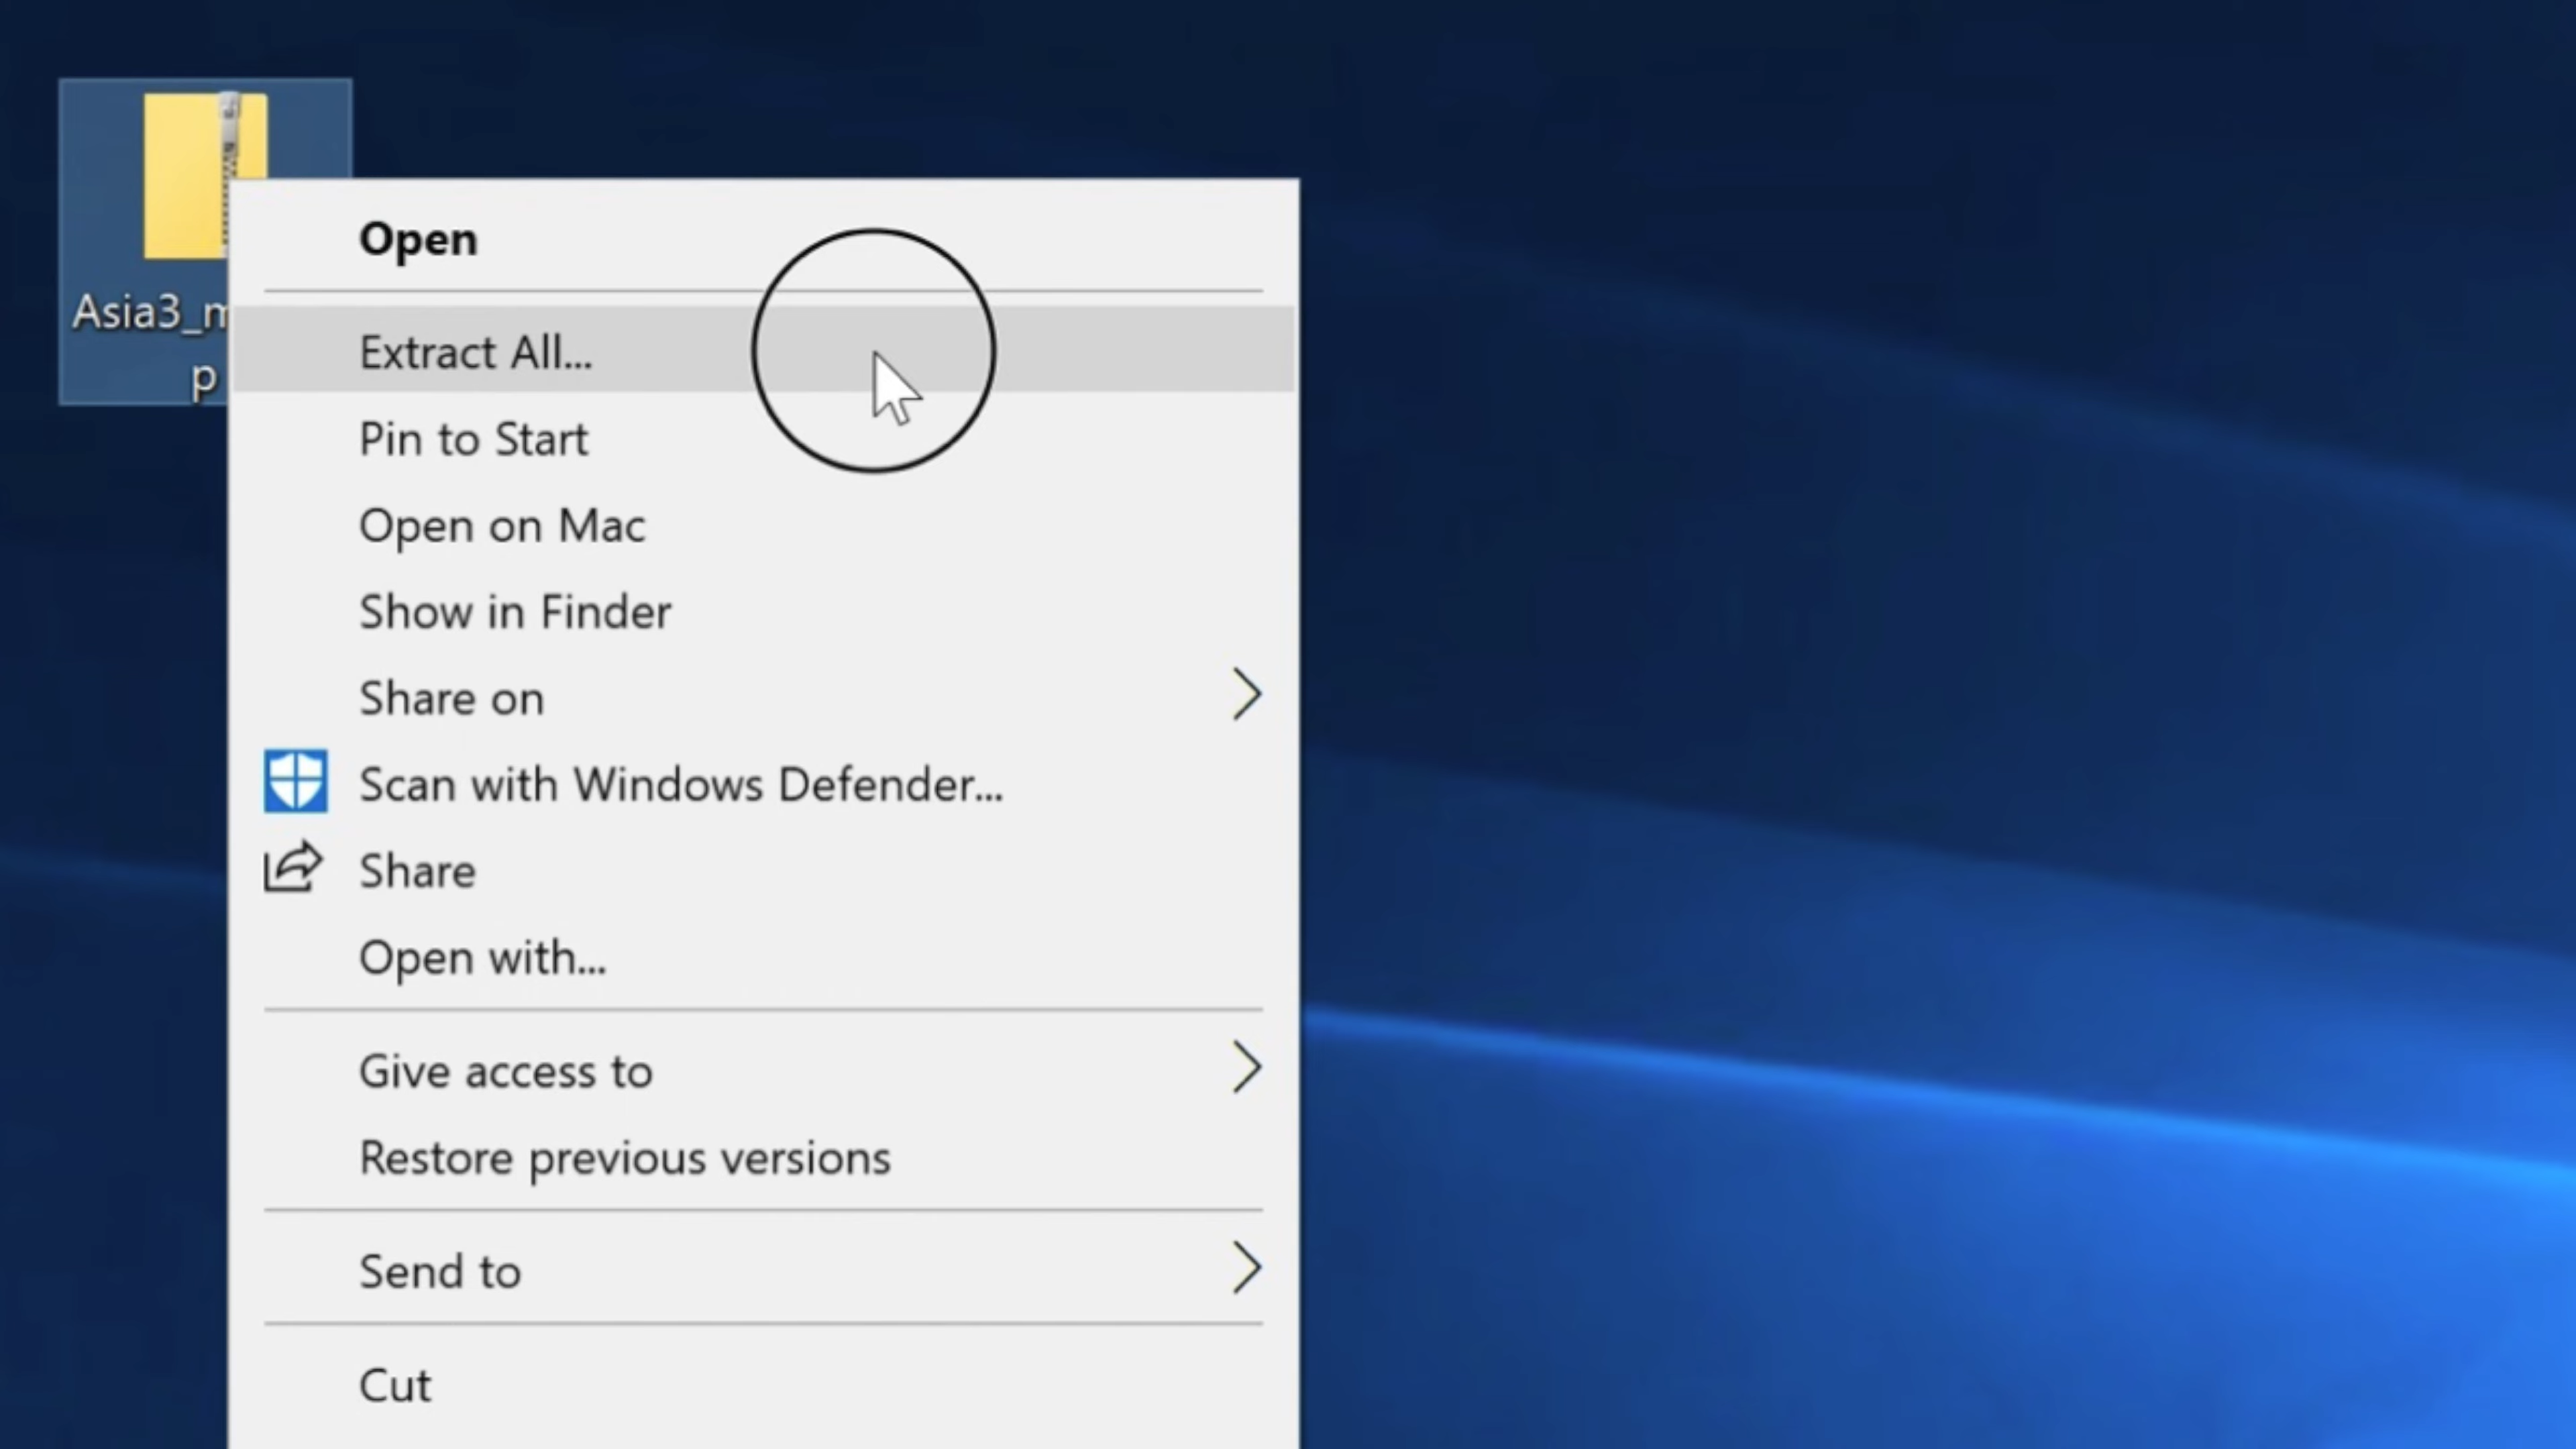 Asia3_m
p
Open
Extract All...
Pin to Start
Open on Mac
Show in Finder
Share on
Scan with Windows Defender...
Share
Open with...
Give access to
Restore previous versions
Send to
Cut